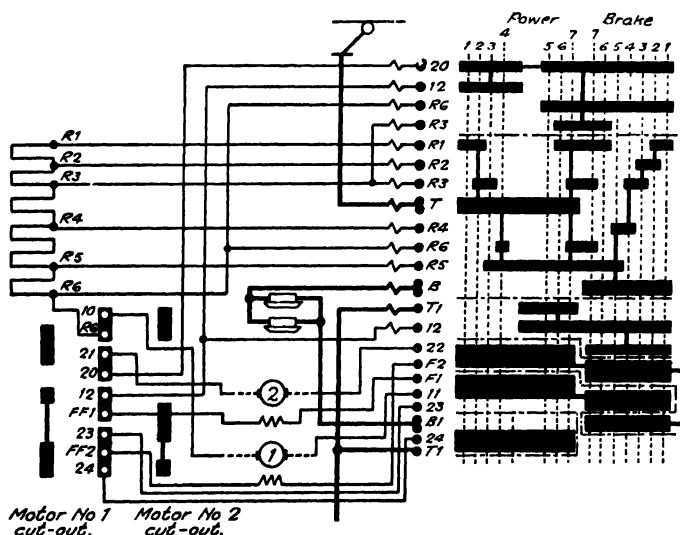 Power Brake
1 2 3 4 5 6 7 7 6 5 4 3 2 1
20
12
R6
R3
R1 R1
R2 R2
R3 R3
T
R4 R4
R6
R5 R5
R6 B
10 T1
R6 12
21 22
20 F2
12 F1
FF1 11
23 23
FF2 B1
24 24
T1
2
1
Motor No 1 cut-out.
Motor No 2 cut-out.